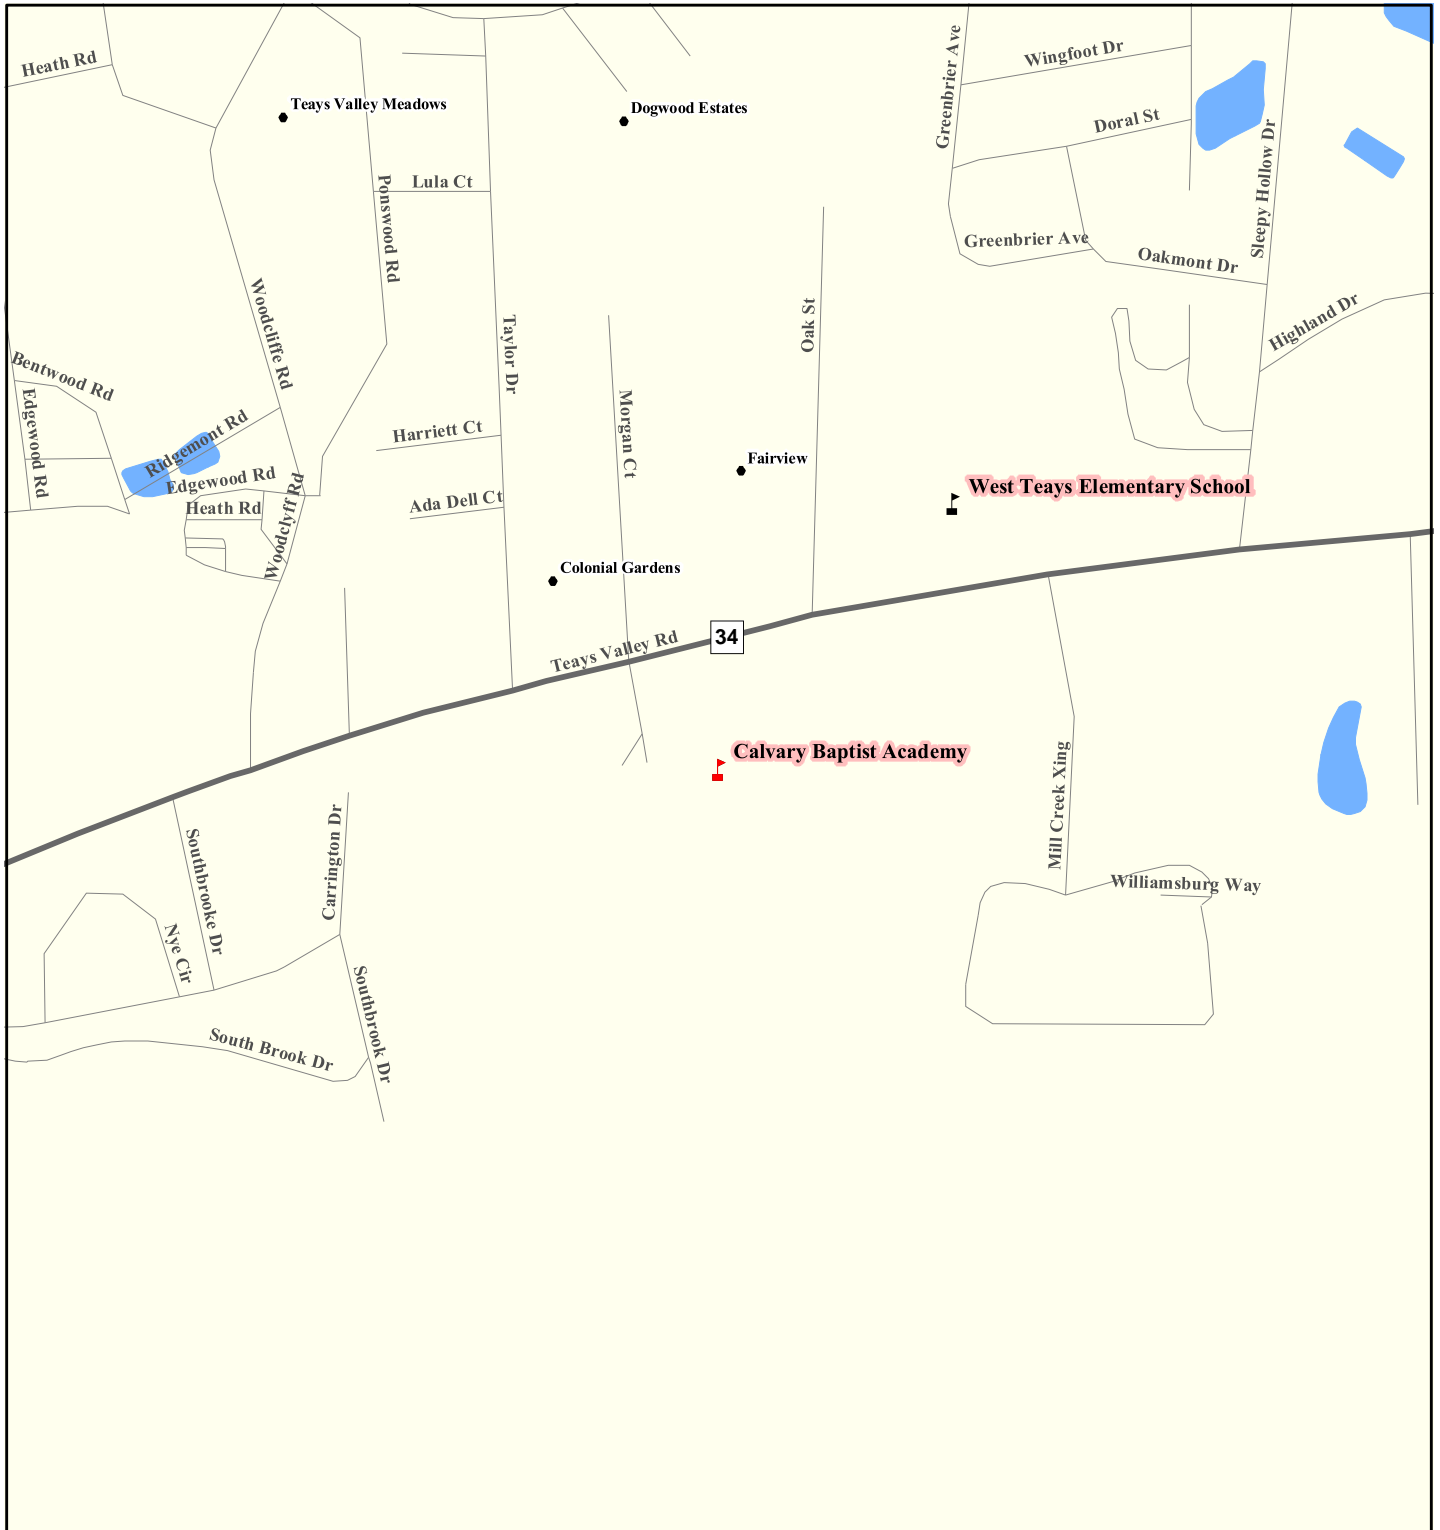 Heath Rd
Teays Valley Meadows
Dogwood Estates
Greenbrier Ave
Wingfoot Dr
Doral St
Sleepy Hollow Dr
Lula Ct
Ponswood Rd
Greenbrier Ave
Oakmont Dr
Highland Dr
Woodcliffe Rd
Taylor Dr
Oak St
Bentwood Rd
Edgewood Rd
Ridgemont Rd
Harriett Ct
Morgan Ct
Fairview
Edgewood Rd
Heath Rd
Woodclyff Rd
Ada Dell Ct
West Teays Elementary School
Colonial Gardens
Teays Valley Rd
34
Calvary Baptist Academy
Mill Creek Xing
Southbrooke Dr
Carrington Dr
Williamsburg Way
Nye Cir
Southbrook Dr
South Brook Dr